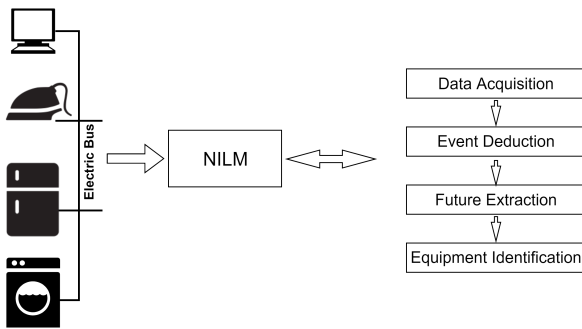 Electric Bus
NILM
Data Acquisition
Event Deduction
Future Extraction
Equipment Identification